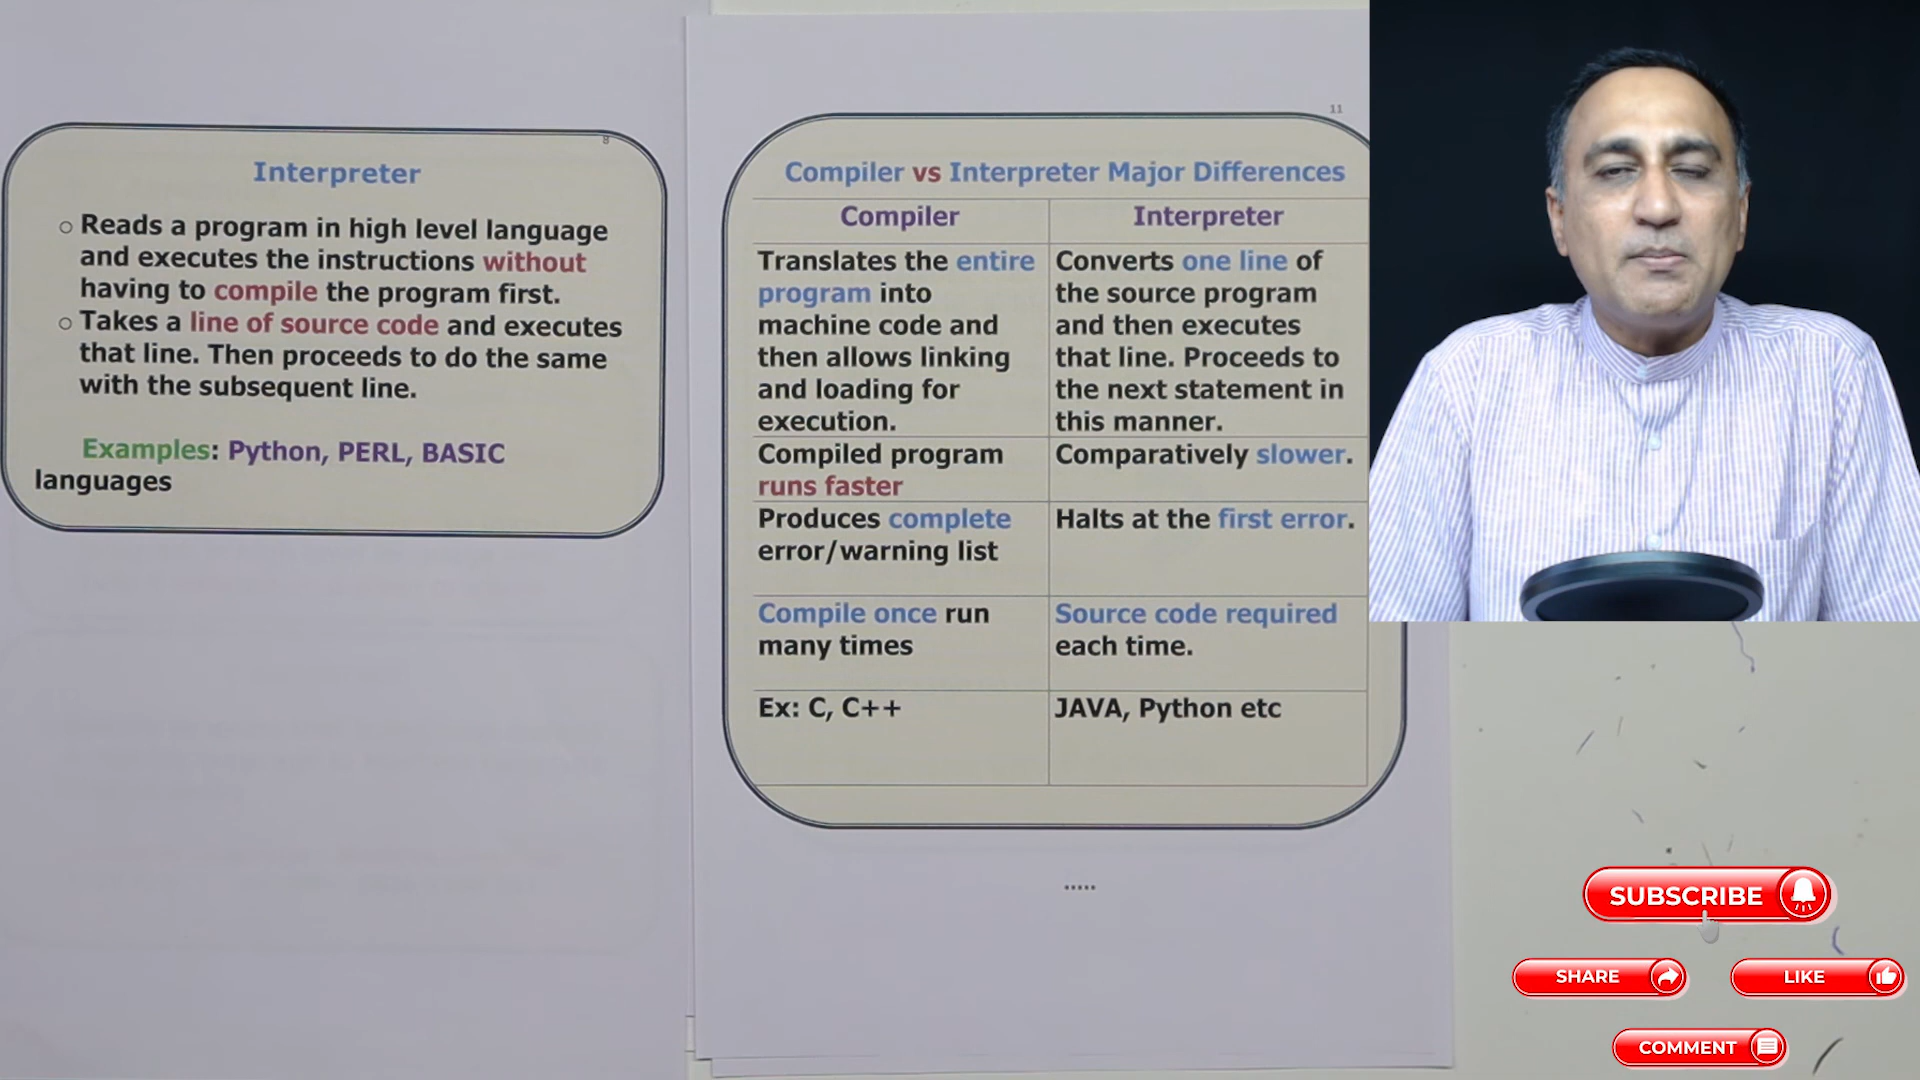 8
Interpreter
○ Reads a program in high level language
and executes the instructions without
having to compile the program first.
○ Takes a line of source code and executes
that line. Then proceeds to do the same
with the subsequent line.
Examples: Python, PERL, BASIC
languages
11
Compiler vs Interpreter Major Differences
Compiler
Interpreter
Translates the entire
program into
machine code and
then allows linking
and loading for
execution.
Converts one line of
the source program
and then executes
that line. Proceeds to
the next statement in
this manner.
Compiled program
runs faster
Comparatively slower.
Produces complete
error/warning list
Halts at the first error.
Compile once run
many times
Source code required
each time.
Ex: C, C++
JAVA, Python etc
.....
SUBSCRIBE
SHARE
LIKE
COMMENT